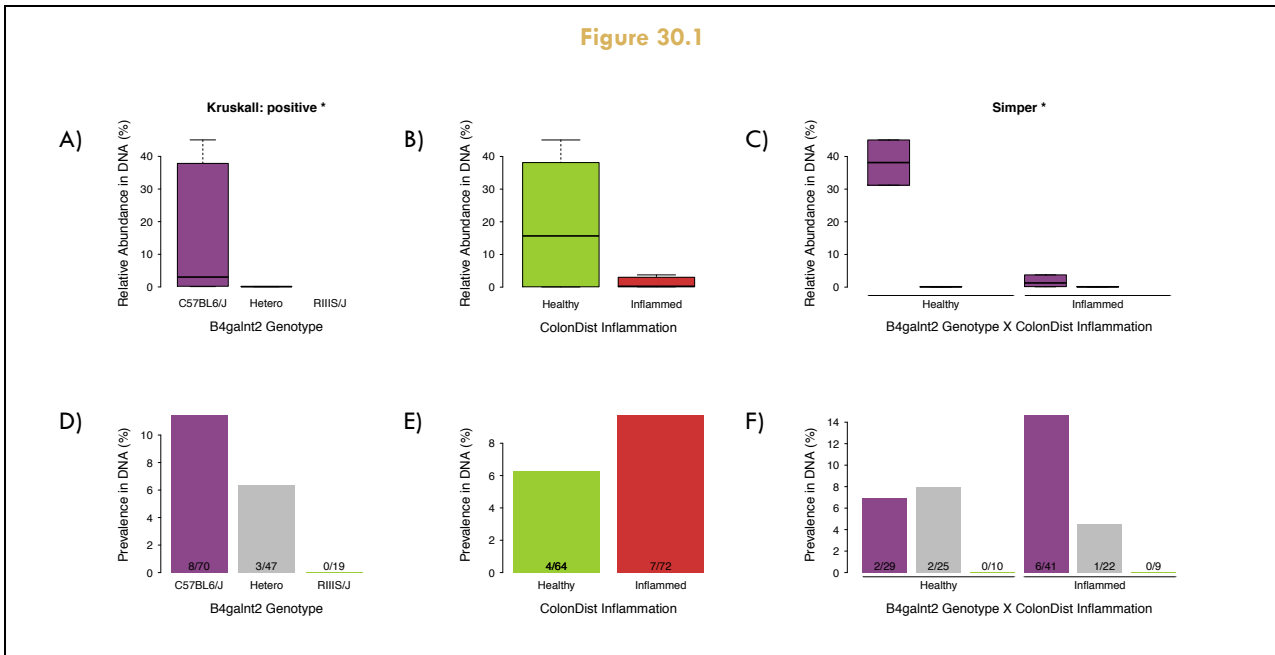 Figure 30.1
A)
Kruskall: positive *
Relative Abundance in DNA (%)
40
30
20
10
0
C57BL6/J Hetero RIIIS/J
B4galnt2 Genotype
B)
Relative Abundance in DNA (%)
40
30
20
10
0
Healthy Inflammed
ColonDist Inflammation
C)
Simper *
Relative Abundance in DNA (%)
40
30
20
10
0
Healthy Inflammed
B4galnt2 Genotype X ColonDist Inflammation
D)
Prevalence in DNA (%)
10
8
6
4
2
0
8/70 3/47 0/19
C57BL6/J Hetero RIIIS/J
B4galnt2 Genotype
E)
Prevalence in DNA (%)
8
6
4
2
0
4/64 7/72
Healthy Inflammed
ColonDist Inflammation
F)
Prevalence in DNA (%)
14
12
10
8
6
4
2
0
2/29 2/25 0/10 6/41 1/22 0/9
Healthy Inflammed
B4galnt2 Genotype X ColonDist Inflammation